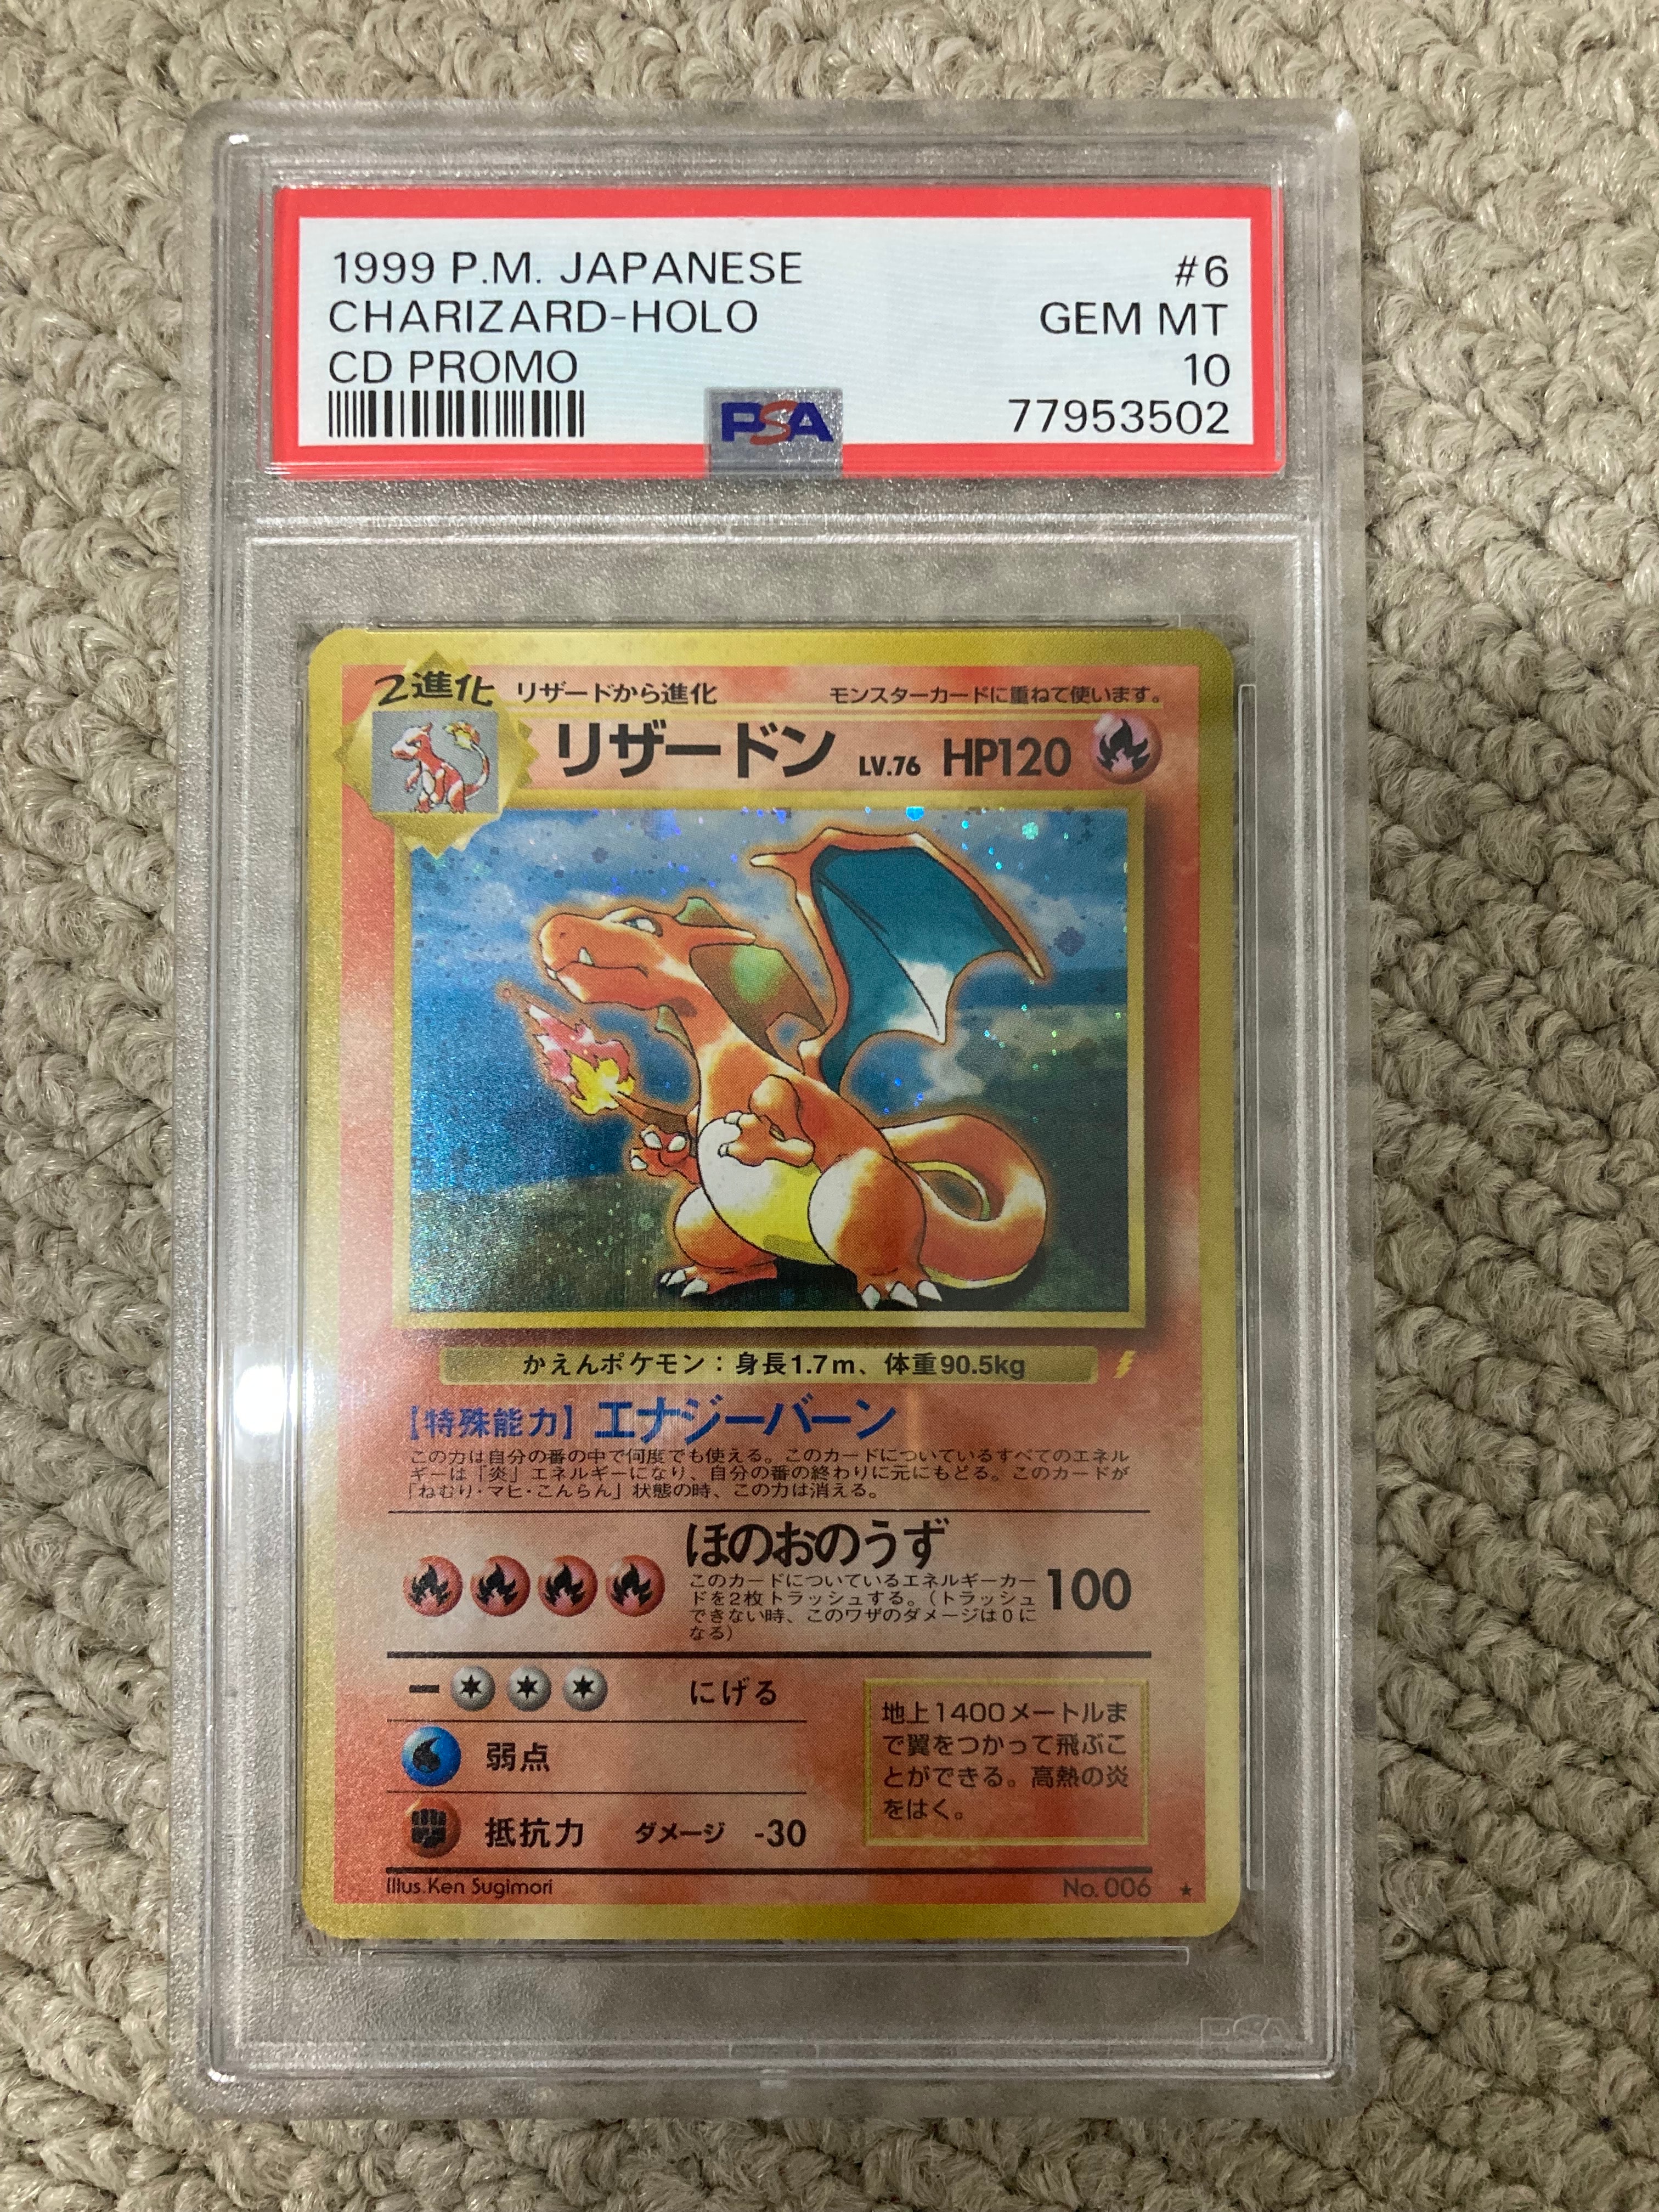 1999 P.M. JAPANESE #6
CHARIZARD-HOLO GEM MT
CD PROMO 10
PSA 77953502
2進化 リザードから進化 モンスターカードに重ねて使います。
リザードン LV.76 HP120
かえんポケモン：身長1.7m、体重90.5kg
【特殊能力】エナジーバーン
この力は自分の番の中で何度でも使える。このカードについているすべてのエネル
ギーは「炎」エネルギーになり、自分の番の終わりに元にもどる。このカードが
「ねむり・マヒ・こんらん」状態の時、この力は消える。
ほのおのうず
このカードについているエネルギーカー
ドを2枚トラッシュする。（トラッシュ
できない時、このワザのダメージは0に
なる）
100
にげる
弱点
抵抗力 ダメージ -30
地上1400メートルま
で翼をつかって飛ぶこ
とができる。高熱の炎
をはく。
Illus.Ken Sugimori No.006 ★
PSA